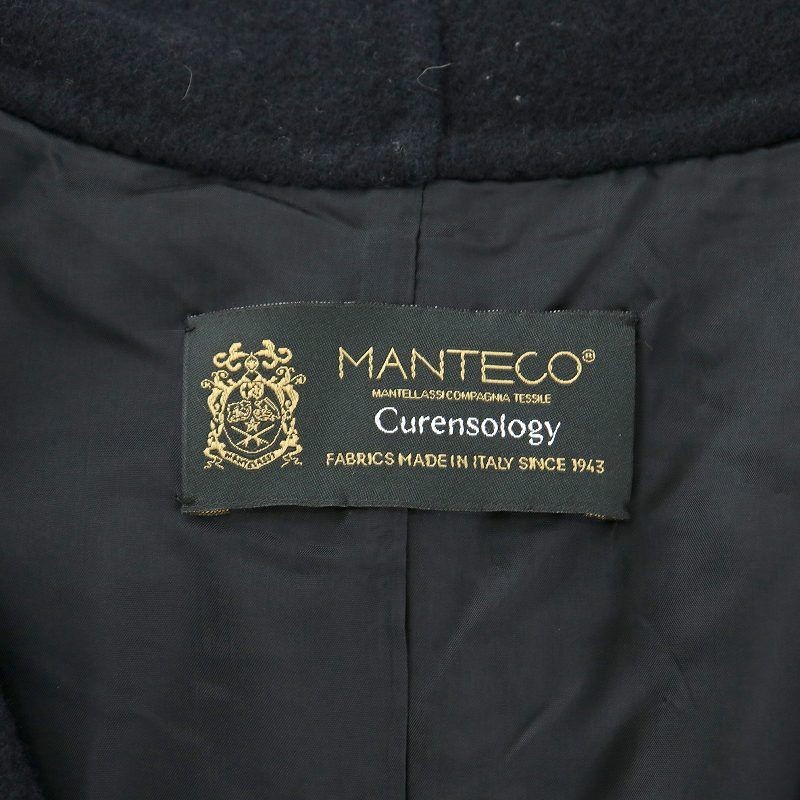 MANTECO®
MANTELLASSI COMPAGNIA TESSILE
Curensology
FABRICS MADE IN ITALY SINCE 1943